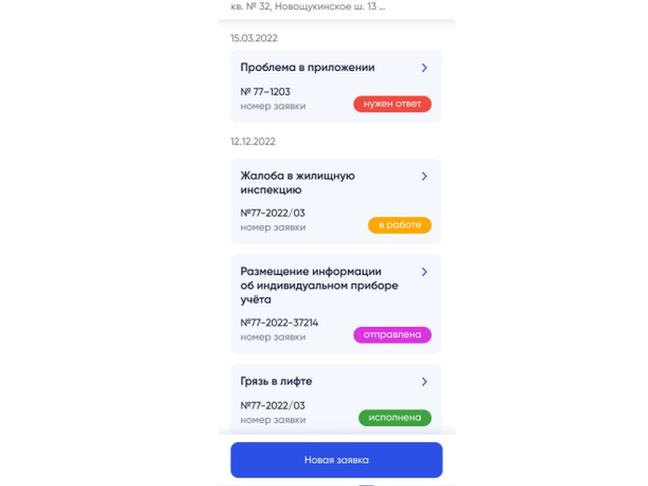 кв. № 32, Новощукинское ш. 13 ...
15.03.2022
Проблема в приложении
№ 77–1203
номер заявки
нужен ответ
12.12.2022
Жалоба в жилищную
инспекцию
№77-2022/03
номер заявки
в работе
Размещение информации
об индивидуальном приборе
учёта
№77-2022-37214
номер заявки
отправлена
Грязь в лифте
№77-2022/03
номер заявки
исполнена
Новая заявка